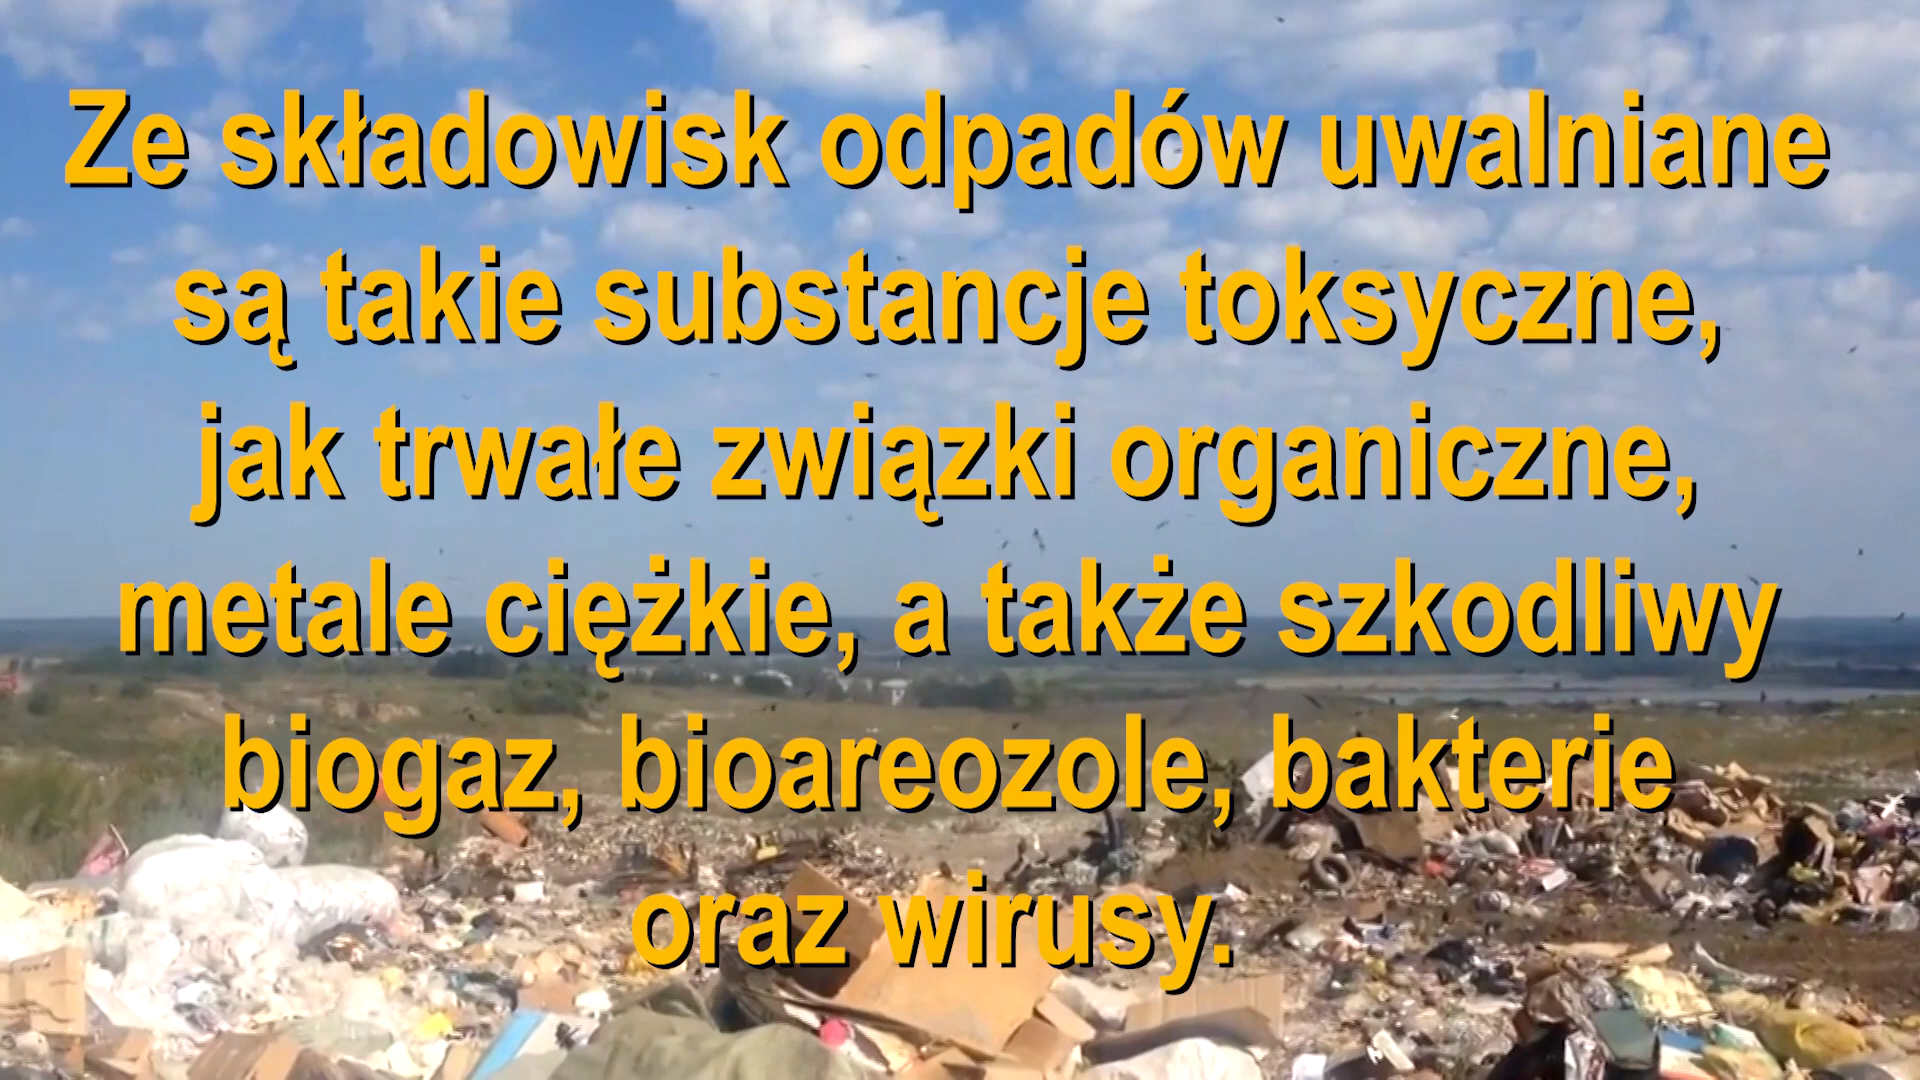 Ze składowisk odpadów uwalniane
są takie substancje toksyczne,
jak trwałe związki organiczne,
metale ciężkie, a także szkodliwy
biogaz, bioareozole, bakterie
oraz wirusy.